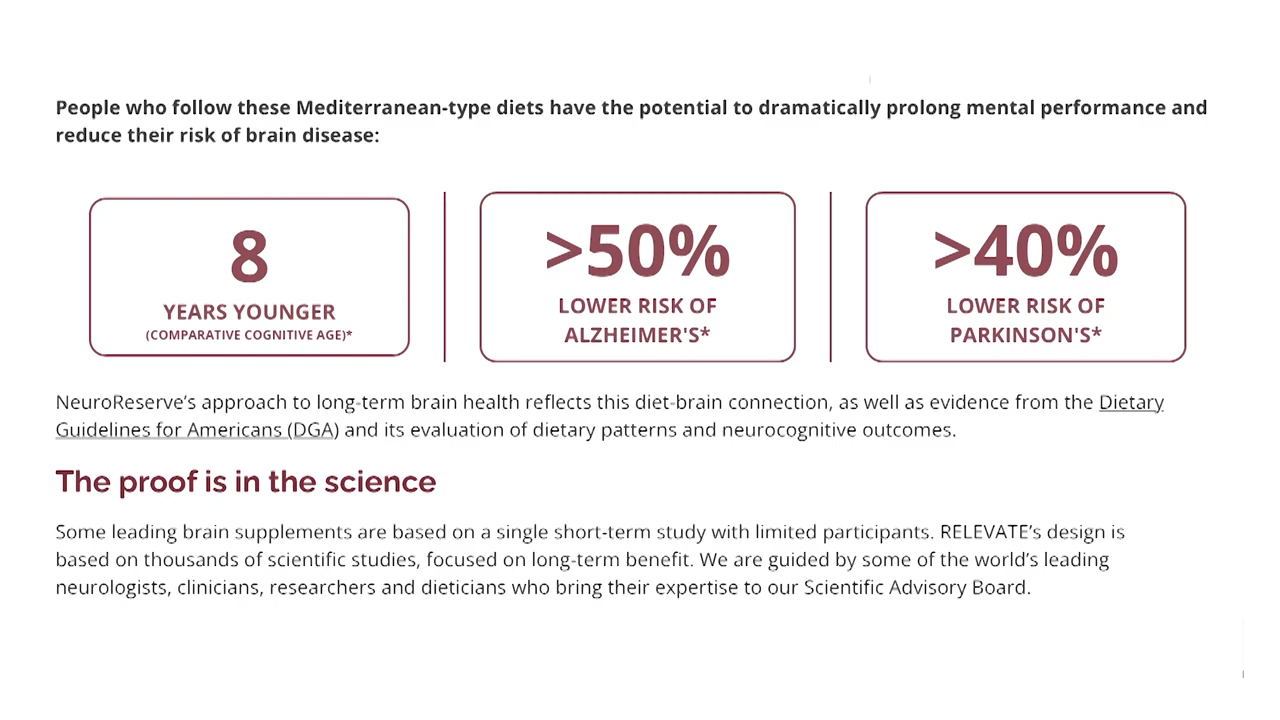 People who follow these Mediterranean-type diets have the potential to dramatically prolong mental performance and
reduce their risk of brain disease:
8
YEARS YOUNGER
(COMPARATIVE COGNITIVE AGE)*
>50%
LOWER RISK OF
ALZHEIMER'S*
>40%
LOWER RISK OF
PARKINSON'S*
NeuroReserve’s approach to long-term brain health reflects this diet-brain connection, as well as evidence from the Dietary
Guidelines for Americans (DGA) and its evaluation of dietary patterns and neurocognitive outcomes.
The proof is in the science
Some leading brain supplements are based on a single short-term study with limited participants. RELEVATE’s design is
based on thousands of scientific studies, focused on long-term benefit. We are guided by some of the world’s leading
neurologists, clinicians, researchers and dieticians who bring their expertise to our Scientific Advisory Board.